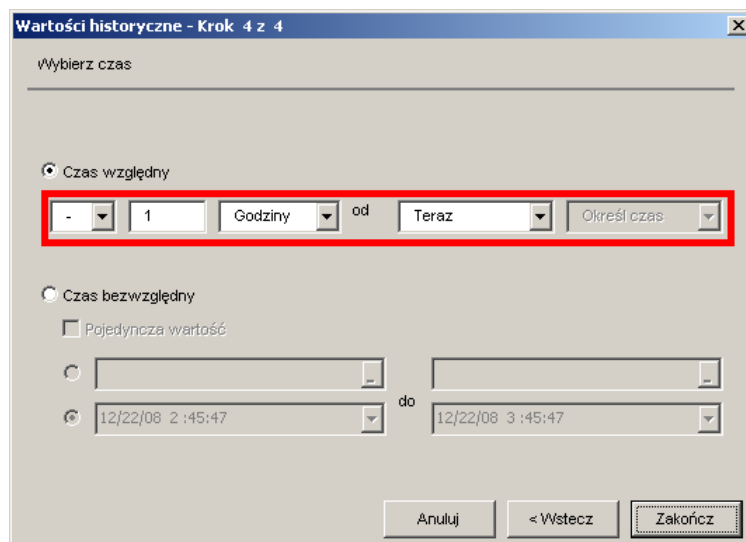 Wartości historyczne - Krok 4 z 4
Wybierz czas
Czas względny
- 1 Godziny od Teraz Określ czas
Czas bezwzględny
Pojedyncza wartość
do
12/22/08 2 :45:47 12/22/08 3 :45:47
Anuluj < Wstecz Zakończ